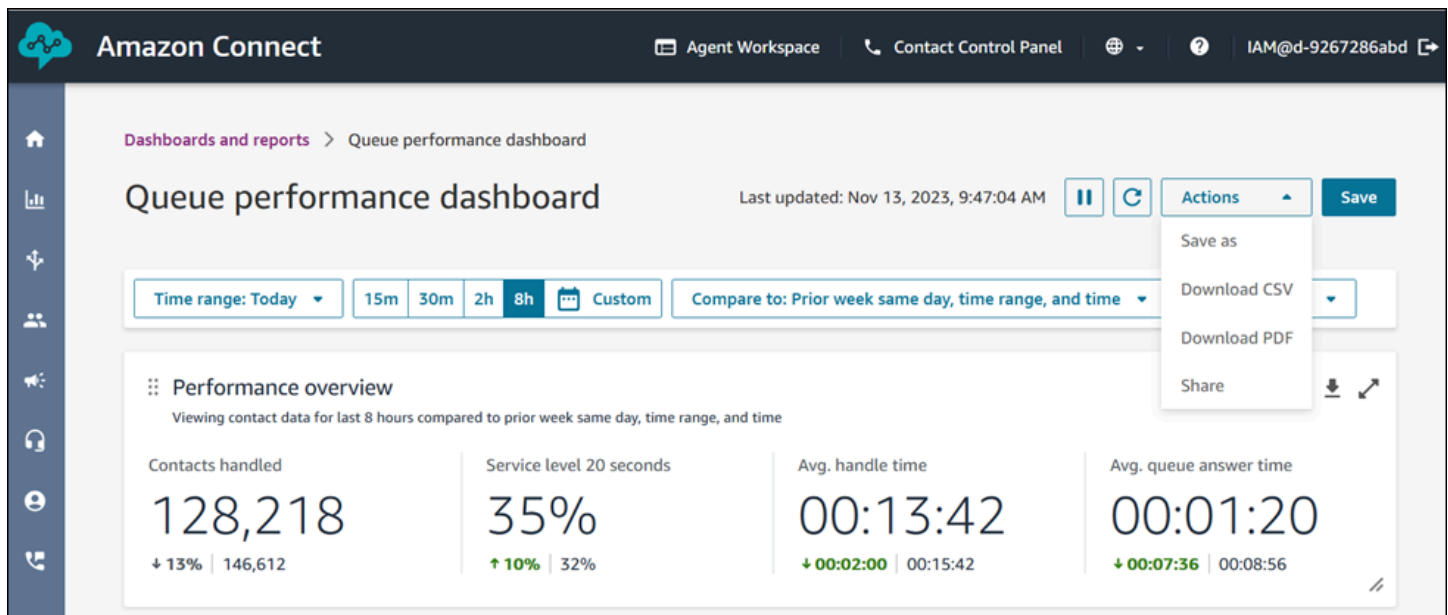 Amazon Connect
Agent Workspace
Contact Control Panel
IAM@d-9267286abd
Dashboards and reports > Queue performance dashboard
Queue performance dashboard
Last updated: Nov 13, 2023, 9:47:04 AM
Actions
Save
Save as
Download CSV
Download PDF
Share
Time range: Today
15m 30m 2h 8h Custom
Compare to: Prior week same day, time range, and time
Performance overview
Viewing contact data for last 8 hours compared to prior week same day, time range, and time
Contacts handled
128,218
↓ 13% | 146,612
Service level 20 seconds
35%
↑ 10% | 32%
Avg. handle time
00:13:42
↓ 00:02:00 | 00:15:42
Avg. queue answer time
00:01:20
↓ 00:07:36 | 00:08:56